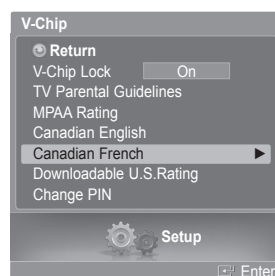 V-Chip
Return
V-Chip Lock On
TV Parental Guidelines
MPAA Rating
Canadian English
Canadian French
Downloadable U.S.Rating
Change PIN
Setup
Enter